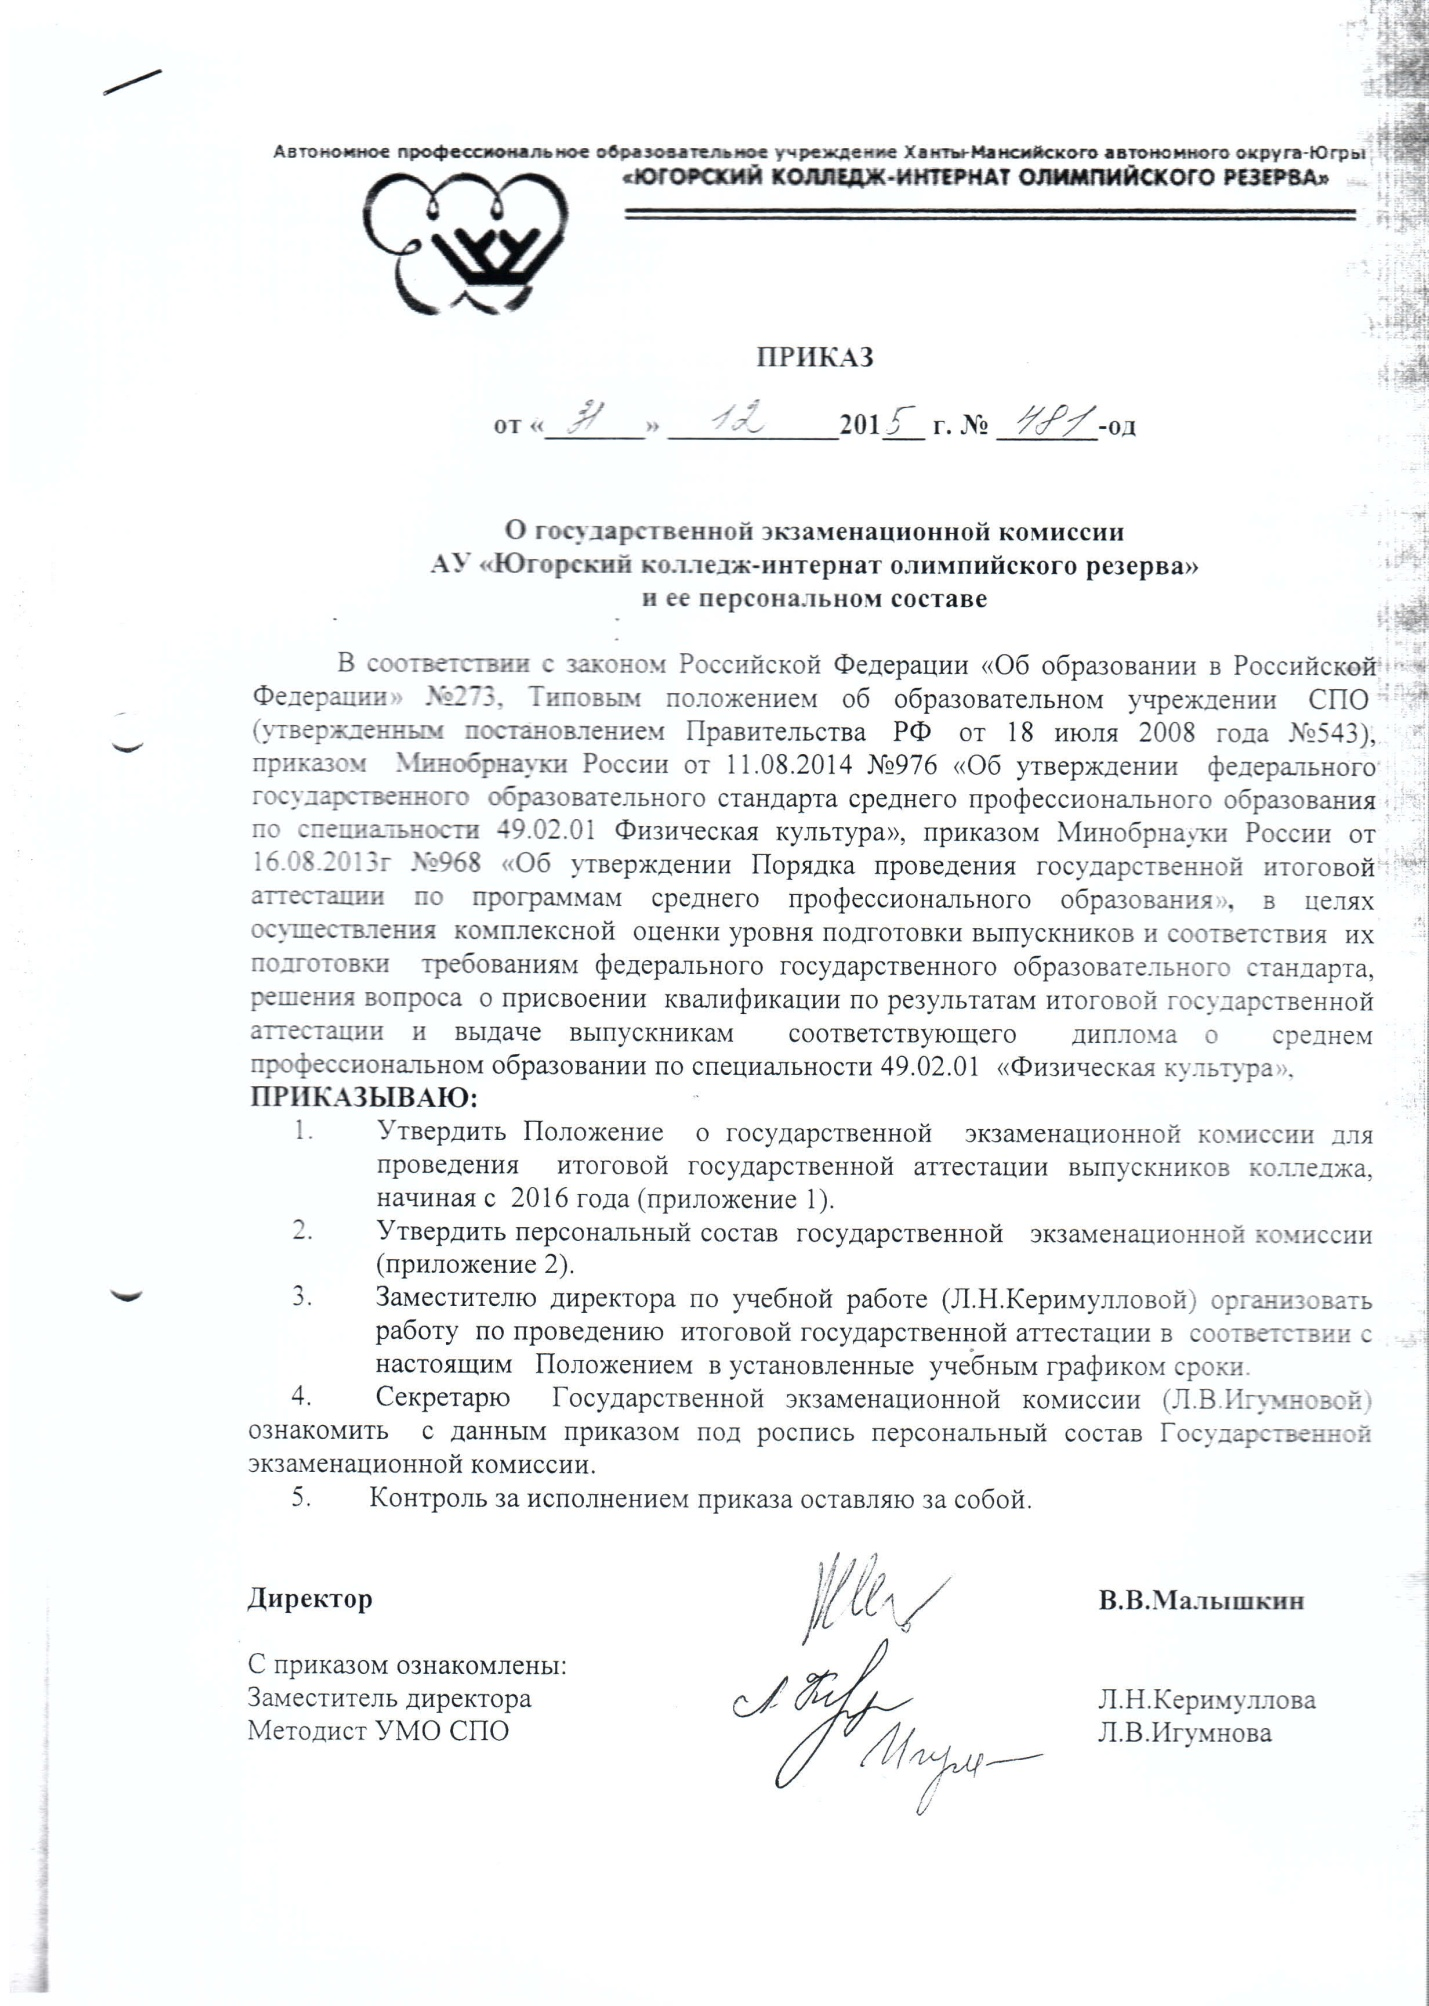 Автономное профессиональное образовательное учреждение Ханты-Мансийского автономного округа-Югры
«ЮГОРСКИЙ КОЛЛЕДЖ-ИНТЕРНАТ ОЛИМПИЙСКОГО РЕЗЕРВА»
ПРИКАЗ
от «31» 12 2015 г. № 481-од
О государственной экзаменационной комиссии
АУ «Югорский колледж-интернат олимпийского резерва»
и ее персональном составе
В соответствии с законом Российской Федерации «Об образовании в Российской
Федерации» №273, Типовым положением об образовательном учреждении СПО
(утвержденным постановлением Правительства РФ от 18 июля 2008 года №543),
приказом Минобрнауки России от 11.08.2014 №976 «Об утверждении федерального
государственного образовательного стандарта среднего профессионального образования
по специальности 49.02.01 Физическая культура», приказом Минобрнауки России от
16.08.2013г №968 «Об утверждении Порядка проведения государственной итоговой
аттестации по программам среднего профессионального образования», в целях
осуществления комплексной оценки уровня подготовки выпускников и соответствия их
подготовки требованиям федерального государственного образовательного стандарта,
решения вопроса о присвоении квалификации по результатам итоговой государственной
аттестации и выдаче выпускникам соответствующего диплома о среднем
профессиональном образовании по специальности 49.02.01 «Физическая культура»,
ПРИКАЗЫВАЮ:
1. Утвердить Положение о государственной экзаменационной комиссии для
проведения итоговой государственной аттестации выпускников колледжа,
начиная с 2016 года (приложение 1).
2. Утвердить персональный состав государственной экзаменационной комиссии
(приложение 2).
3. Заместителю директора по учебной работе (Л.Н.Керимулловой) организовать
работу по проведению итоговой государственной аттестации в соответствии с
настоящим Положением в установленные учебным графиком сроки.
4. Секретарю Государственной экзаменационной комиссии (Л.В.Игумновой)
ознакомить с данным приказом под роспись персональный состав Государственной
экзаменационной комиссии.
5. Контроль за исполнением приказа оставляю за собой.
Директор В.В.Малышкин
С приказом ознакомлены:
Заместитель директора Л.Н.Керимуллова
Методист УМО СПО Л.В.Игумнова